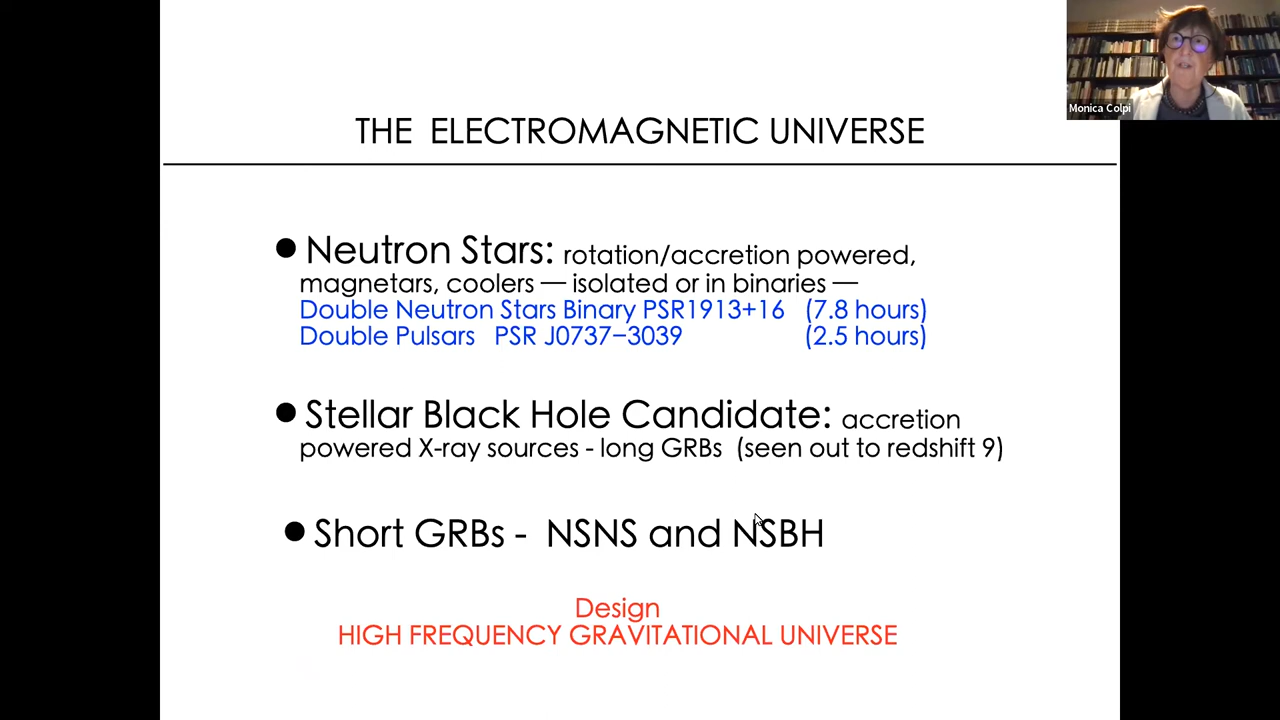 Monica Colpi
THE ELECTROMAGNETIC UNIVERSE
● Neutron Stars: rotation/accretion powered,
magnetars, coolers — isolated or in binaries —
Double Neutron Stars Binary PSR1913+16 (7.8 hours)
Double Pulsars PSR J0737−3039 (2.5 hours)
● Stellar Black Hole Candidate: accretion
powered X-ray sources - long GRBs (seen out to redshift 9)
● Short GRBs - NSNS and NSBH
Design
HIGH FREQUENCY GRAVITATIONAL UNIVERSE